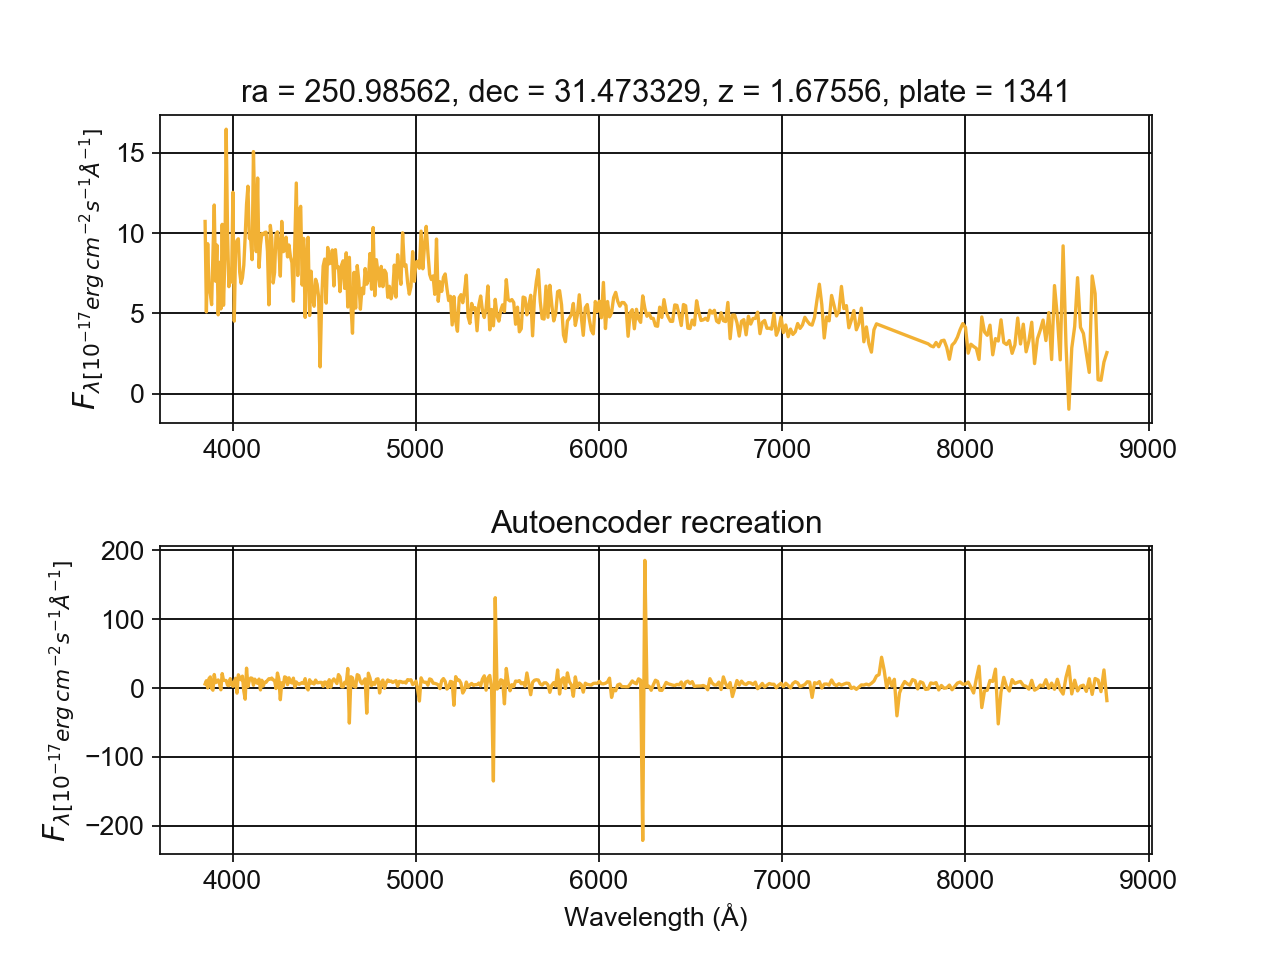 ra = 250.98562, dec = 31.473329, z = 1.67556, plate = 1341
F_λ[10^−17 erg cm^−2 s^−1 Å^−1]
15
10
5
0
4000 5000 6000 7000 8000 9000
Autoencoder recreation
F_λ[10^−17 erg cm^−2 s^−1 Å^−1]
200
100
0
−100
−200
4000 5000 6000 7000 8000 9000
Wavelength (Å)